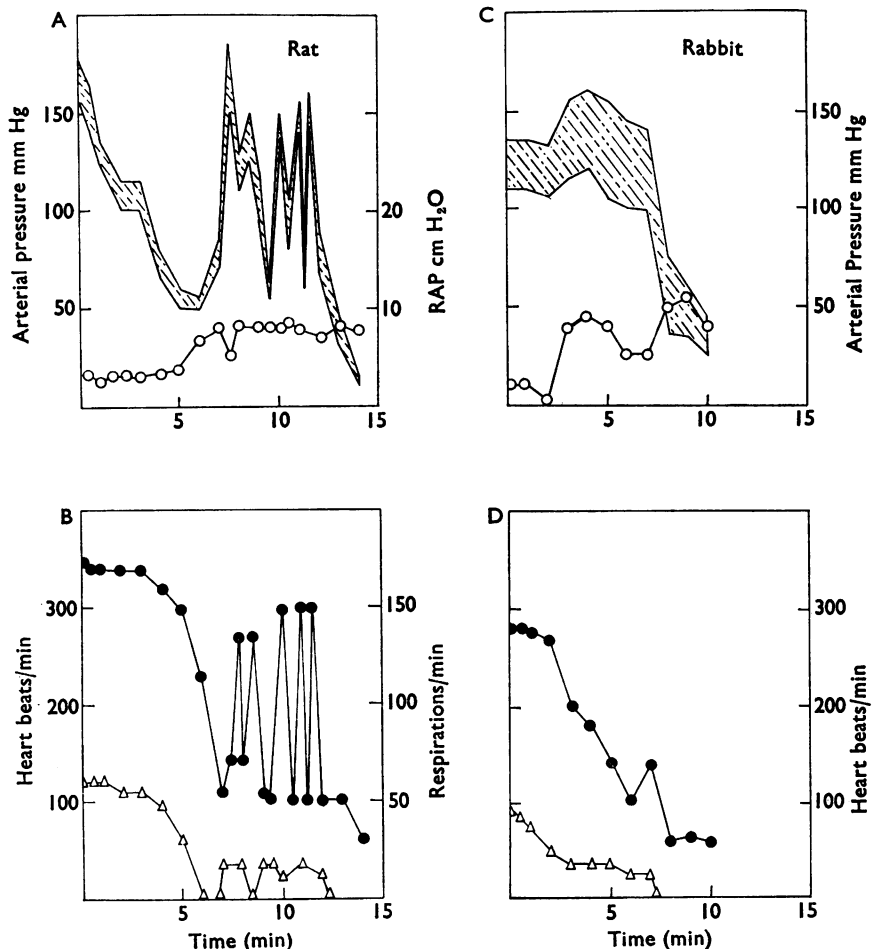 A
Rat
Arterial pressure mm Hg
150
100
50
20
10
RAP cm H₂O
5
10
15
C
Rabbit
150
100
50
Arterial Pressure mm Hg
5
10
15
B
Heart beats/min
300
200
100
150
100
50
Respirations/min
5
10
15
Time (min)
D
300
200
100
Heart beats/min
5
10
15
Time (min)